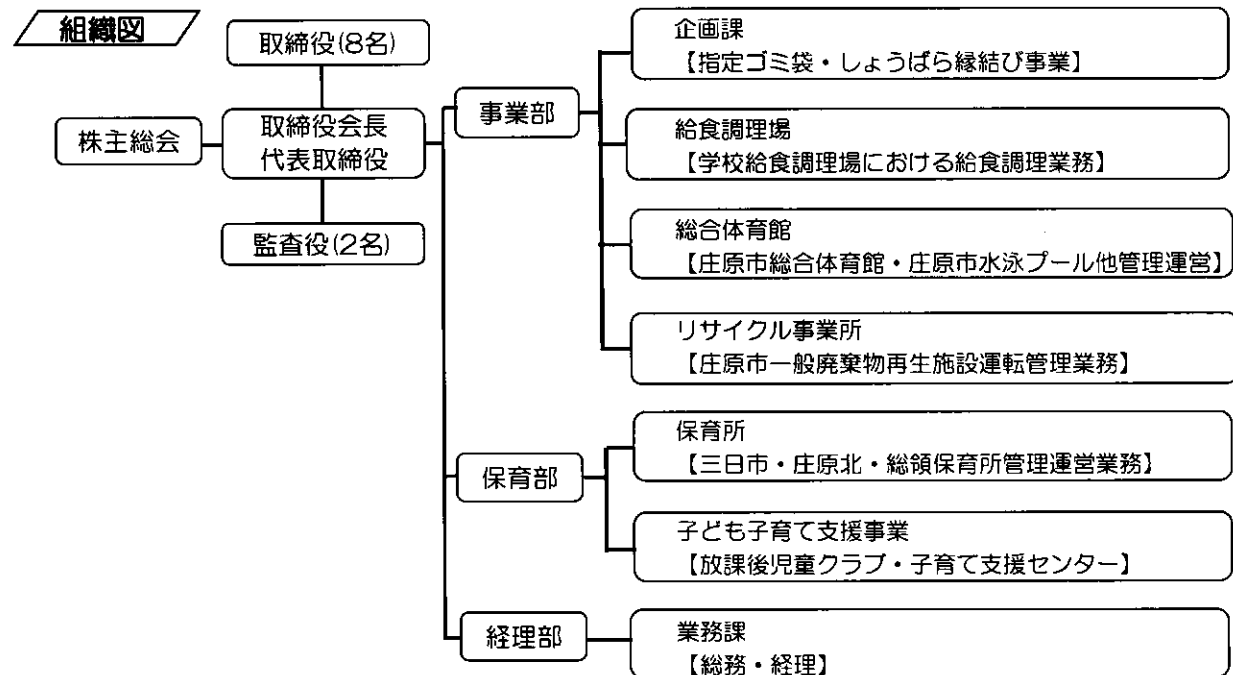 組織図
取締役(8名)
株主総会
取締役会長
代表取締役
監査役(2名)
事業部
企画課
【指定ゴミ袋・しょうばら縁結び事業】
給食調理場
【学校給食調理場における給食調理業務】
総合体育館
【庄原市総合体育館・庄原市水泳プール他管理運営】
リサイクル事業所
【庄原市一般廃棄物再生施設運転管理業務】
保育部
保育所
【三日市・庄原北・総領保育所管理運営業務】
子ども子育て支援事業
【放課後児童クラブ・子育て支援センター】
経理部
業務課
【総務・経理】